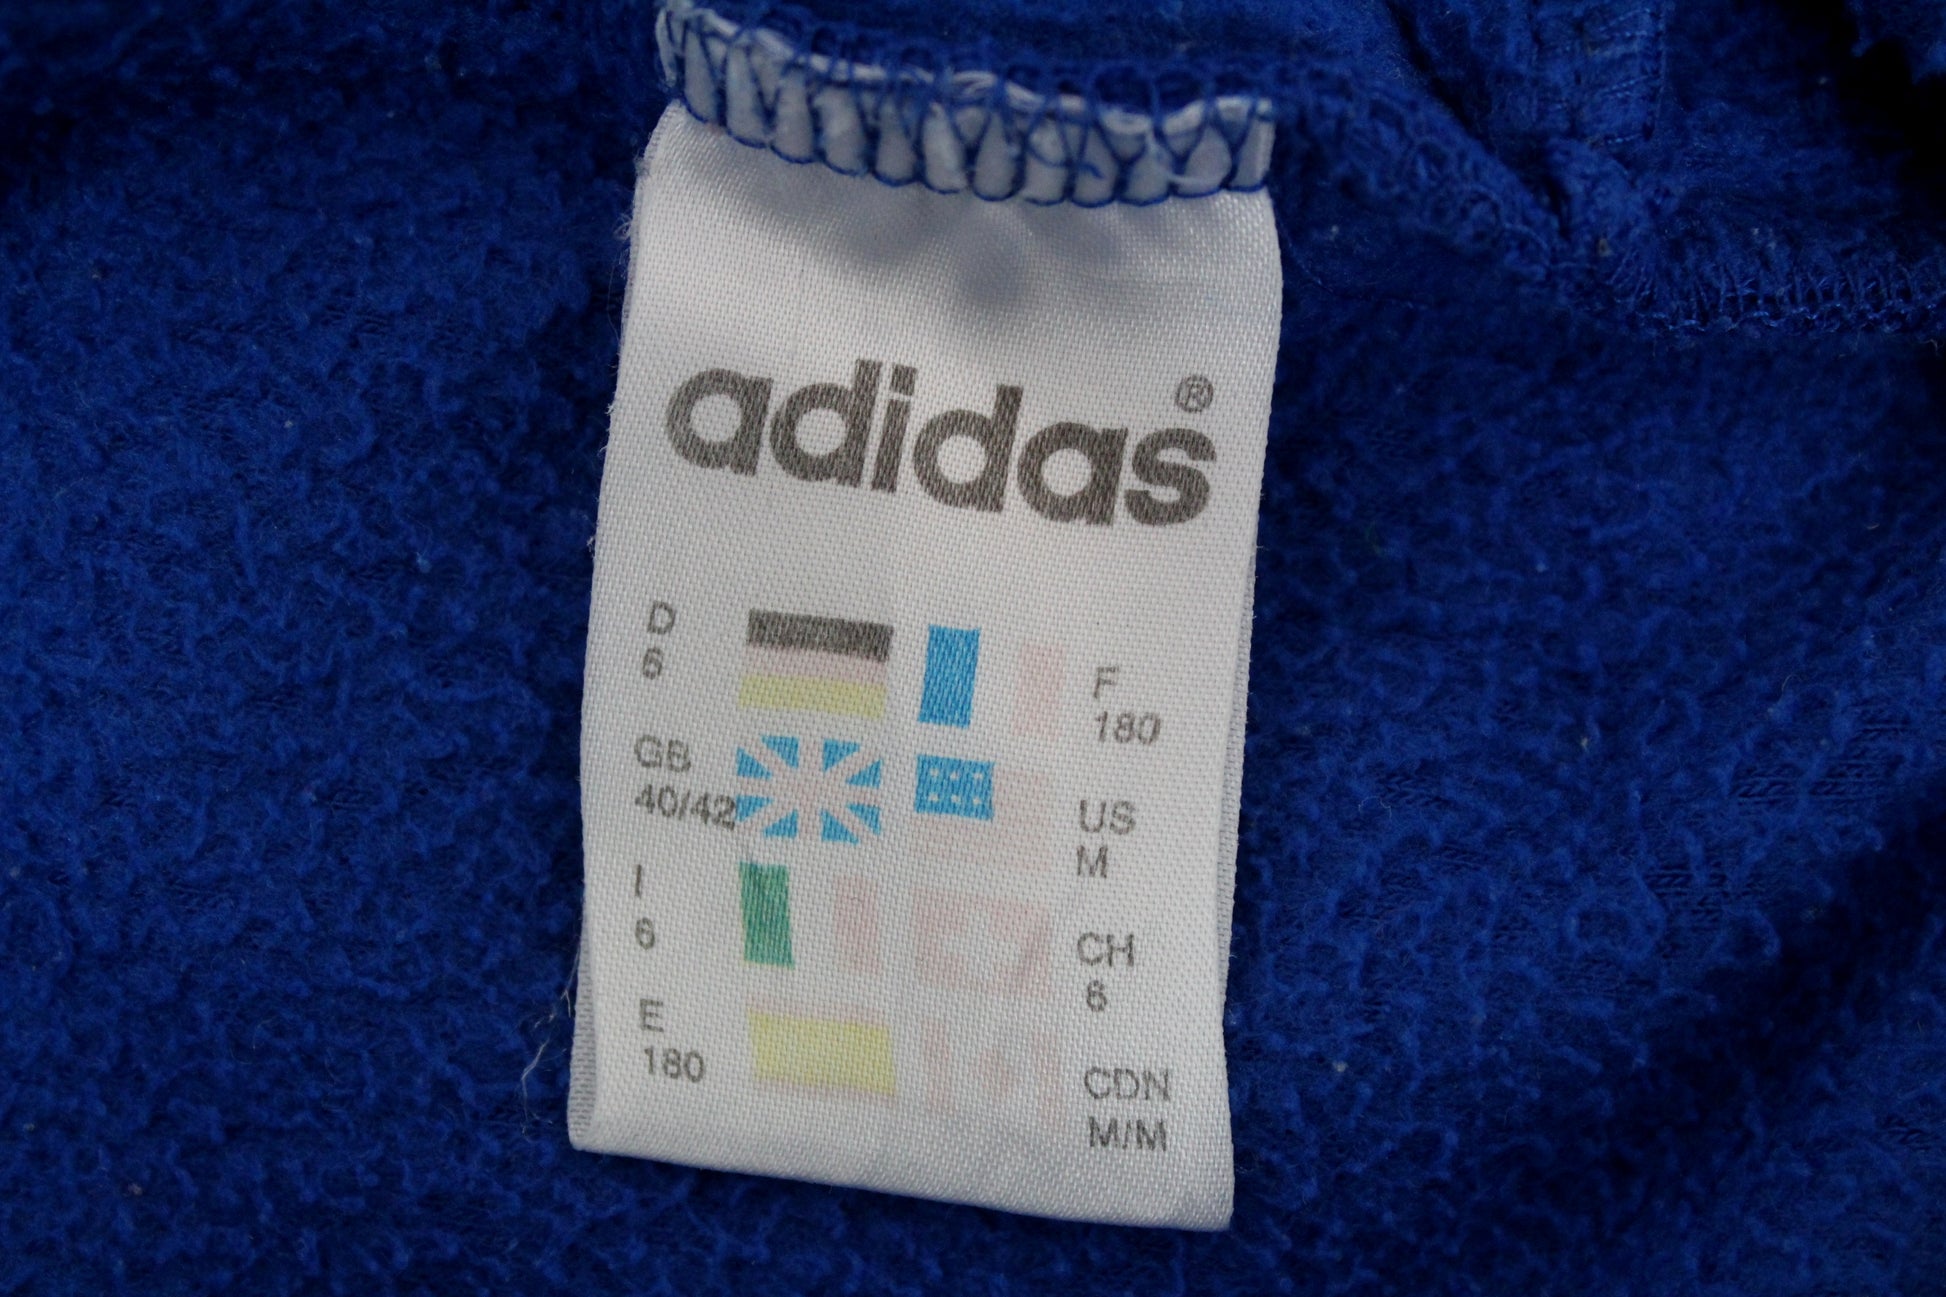 adidas®
D
6
GB
40/42
I
6
E
180
F
180
US
M
CH
6
CDN
M/M